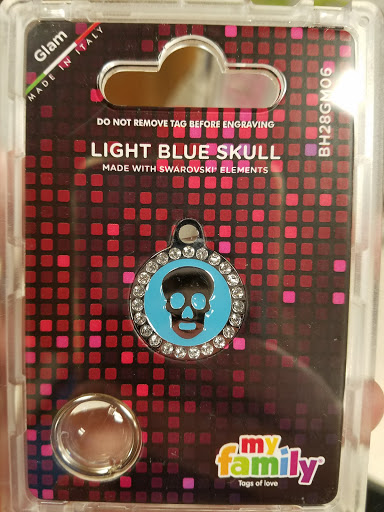 Glam
MADE IN ITALY
DO NOT REMOVE TAG BEFORE ENGRAVING
LIGHT BLUE SKULL
MADE WITH SWAROVSKI® ELEMENTS
BH28GM06
my
family®
Tags of love